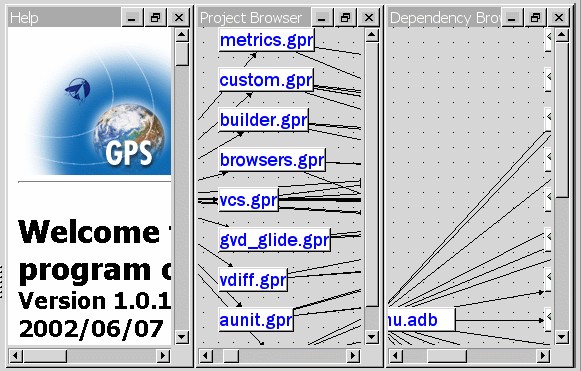 Help
GPS
Welcome
program
Version 1.0.1
2002/06/07
Project Browser
metrics.gpr
custom.gpr
builder.gpr
browsers.gpr
vcs.gpr
gvd_glide.gpr
vdiff.gpr
aunit.gpr
Dependency
nu.adb